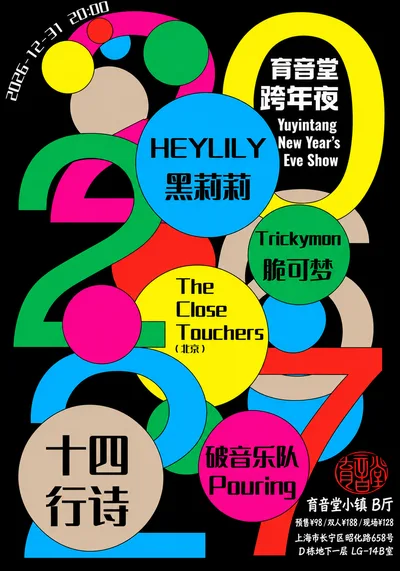 2026-12-31 20:00
育音堂
跨年夜
Yuyintang
New Year's
Eve Show
HEYLILY
黑莉莉
Trickymon
脆可梦
The
Close
Touchers
(北京)
十四
行诗
破音乐队
Pouring
育音堂
育音堂小镇 B厅
预售¥98/双人¥188/现场¥128
上海市长宁区昭化路658号
D栋地下一层 LG-14B室